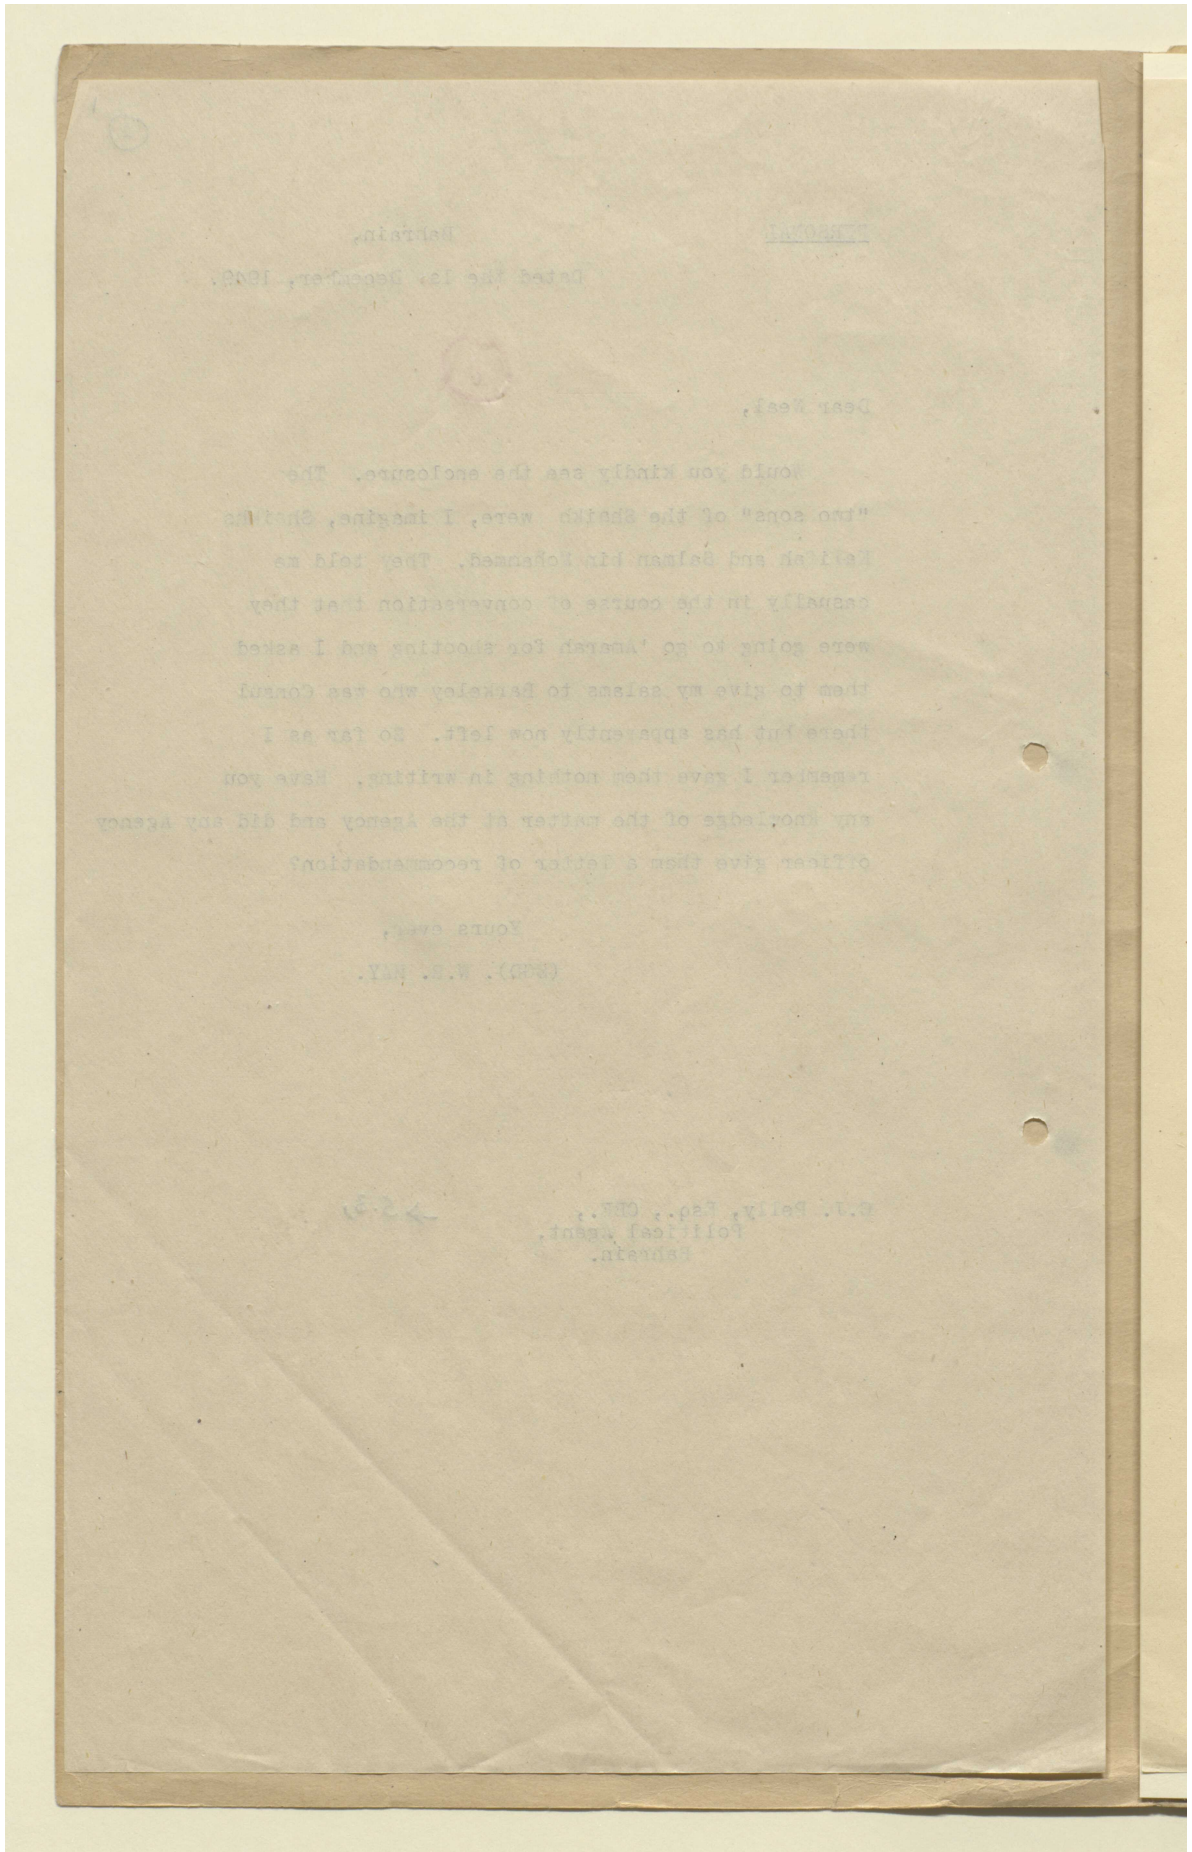 PERSONAL
Bahrain.
Dated the December, 1949.
Dear Neal,
Would you kindly see the enclosure. The
"two sons" of the Shaikh were, I imagine, Shaikhs
and Salman bin Mohammed. They told me
casually in the course of conversation that they
were going to go 'Amarah for shooting and I asked
them to give my salams to Berkeley who was Consul
there but has apparently now left. So far as I
remember I gave them nothing in writing. Have you
any knowledge of the matter at the Agency and did any Agency
officer give them a letter of recommendation?
Yours ever,
(SGD). W.R. HAY.
C.J. Pelly, Esq., OBE.,
Political Agent,
Bahrain.